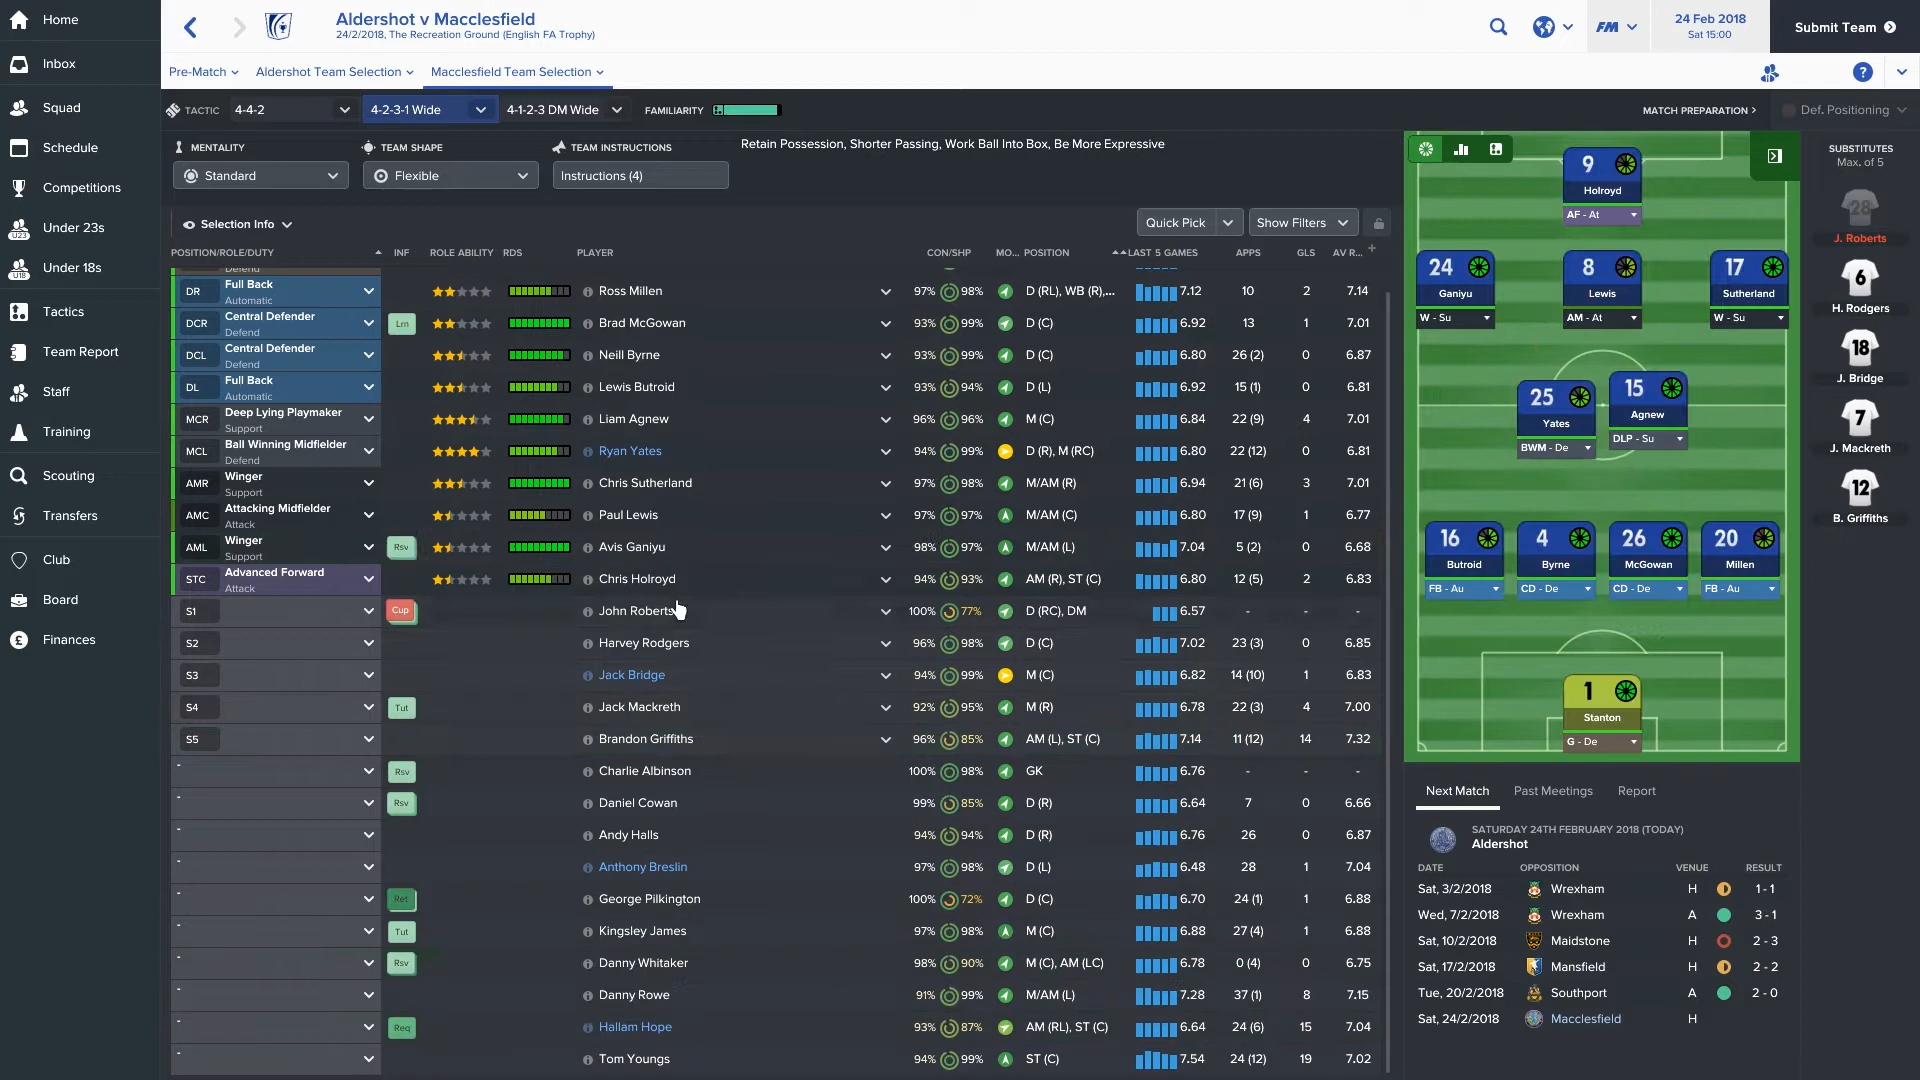 Home
Inbox
Squad
Schedule
Competitions
Under 23s
Under 18s
Tactics
Team Report
Staff
Training
Scouting
Transfers
Club
Board
Finances
Aldershot v Macclesfield
24/2/2018, The Recreation Ground (English FA Trophy)
FM
24 Feb 2018
Sat 15:00
Submit Team
Pre-Match
Aldershot Team Selection
Macclesfield Team Selection
?
TACTIC 4-4-2 4-2-3-1 Wide 4-1-2-3 DM Wide FAMILIARITY
MATCH PREPARATION >
Def. Positioning
MENTALITY
Standard
TEAM SHAPE
Flexible
TEAM INSTRUCTIONS
Instructions (4)
Retain Possession, Shorter Passing, Work Ball Into Box, Be More Expressive
Selection Info
Quick Pick
Show Filters
POSITION/ROLE/DUTY INF ROLE ABILITY RDS PLAYER CON/SHP MO... POSITION LAST 5 GAMES APPS GLS AV R... +
Defend
DR Full Back Automatic Ross Millen 97% 98% D (RL), WB (R),... 7.12 10 2 7.14
DCR Central Defender Defend Lrn Brad McGowan 93% 99% D (C) 6.92 13 1 7.01
DCL Central Defender Defend Neill Byrne 93% 99% D (C) 6.80 26 (2) 0 6.87
DL Full Back Automatic Lewis Butroid 93% 94% D (L) 6.92 15 (1) 0 6.81
MCR Deep Lying Playmaker Support Liam Agnew 96% 96% M (C) 6.84 22 (9) 4 7.01
MCL Ball Winning Midfielder Defend Ryan Yates 94% 99% D (R), M (RC) 6.80 22 (12) 0 6.81
AMR Winger Support Chris Sutherland 97% 98% M/AM (R) 6.94 21 (6) 3 7.01
AMC Attacking Midfielder Attack Paul Lewis 97% 97% M/AM (C) 6.80 17 (9) 1 6.77
AML Winger Support Rsv Avis Ganiyu 98% 97% M/AM (L) 7.04 5 (2) 0 6.68
STC Advanced Forward Attack Chris Holroyd 94% 93% AM (R), ST (C) 6.80 12 (5) 2 6.83
S1 Cup John Roberts 100% 77% D (RC), DM 6.57 - - -
S2 Harvey Rodgers 96% 98% D (C) 7.02 23 (3) 0 6.85
S3 Jack Bridge 94% 99% M (C) 6.82 14 (10) 1 6.83
S4 Tut Jack Mackreth 92% 95% M (R) 6.78 22 (3) 4 7.00
S5 Brandon Griffiths 96% 85% AM (L), ST (C) 7.14 11 (12) 14 7.32
- Rsv Charlie Albinson 100% 98% GK 6.76 - - -
- Rsv Daniel Cowan 99% 85% D (R) 6.64 7 0 6.66
- Andy Halls 94% 94% D (R) 6.76 26 0 6.87
- Anthony Breslin 97% 98% D (L) 6.48 28 1 7.04
- Ret George Pilkington 100% 72% D (C) 6.70 24 (1) 1 6.88
- Tut Kingsley James 97% 98% M (C) 6.88 27 (4) 1 6.88
- Rsv Danny Whitaker 98% 90% M (C), AM (LC) 6.78 0 (4) 0 6.75
- Danny Rowe 91% 99% M/AM (L) 7.28 37 (1) 8 7.15
- Req Hallam Hope 93% 87% AM (RL), ST (C) 6.64 24 (6) 15 7.04
- Tom Youngs 94% 99% ST (C) 7.54 24 (12) 19 7.02
9
Holroyd
AF - At
24 8 17
Ganiyu Lewis Sutherland
W - Su AM - At W - Su
25 15
Yates Agnew
BWM - De DLP - Su
16 4 26 20
Butroid Byrne McGowan Millen
FB - Au CD - De CD - De FB - Au
1
Stanton
G - De
SUBSTITUTES
Max. of 5
28
J. Roberts
6
H. Rodgers
18
J. Bridge
7
J. Mackreth
12
B. Griffiths
Next Match Past Meetings Report
SATURDAY 24TH FEBRUARY 2018 (TODAY)
Aldershot
DATE OPPOSITION VENUE RESULT
Sat, 3/2/2018 Wrexham H 1 - 1
Wed, 7/2/2018 Wrexham A 3 - 1
Sat, 10/2/2018 Maidstone H 2 - 3
Sat, 17/2/2018 Mansfield H 2 - 2
Tue, 20/2/2018 Southport A 2 - 0
Sat, 24/2/2018 Macclesfield H